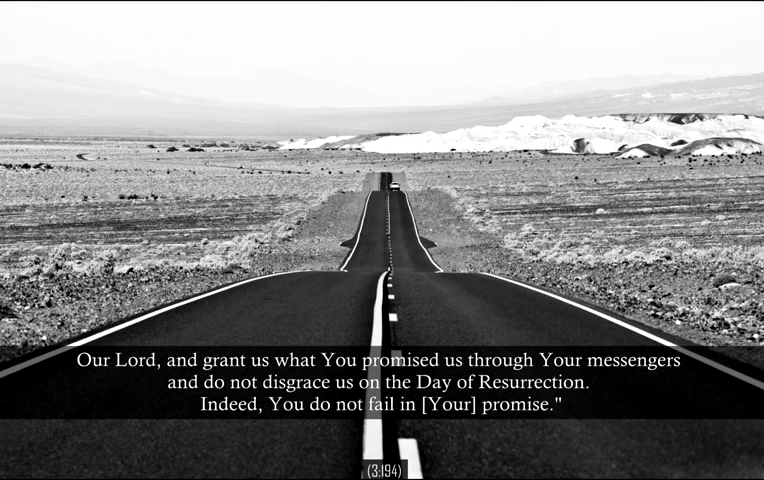 Our Lord, and grant us what You promised us through Your messengers
and do not disgrace us on the Day of Resurrection.
Indeed, You do not fail in [Your] promise."
(3:194)